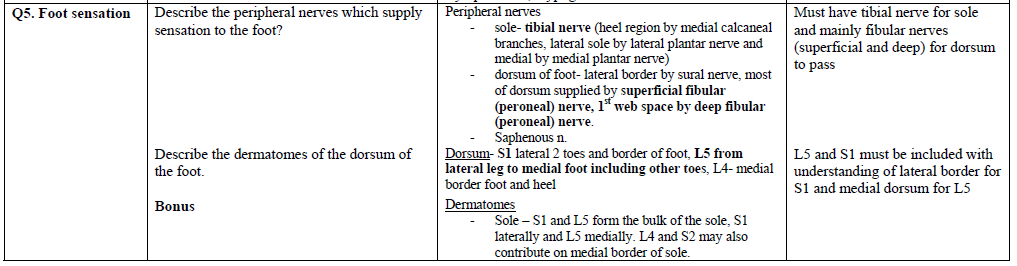 Q5. Foot sensation
Describe the peripheral nerves which supply
sensation to the foot?
Peripheral nerves
- sole- tibial nerve (heel region by medial calcaneal
branches, lateral sole by lateral plantar nerve and
medial by medial plantar nerve)
- dorsum of foot- lateral border by sural nerve, most
of dorsum supplied by superficial fibular
(peroneal) nerve, 1st web space by deep fibular
(peroneal) nerve.
- Saphenous n.
Must have tibial nerve for sole
and mainly fibular nerves
(superficial and deep) for dorsum
to pass
Describe the dermatomes of the dorsum of
the foot.
Dorsum- S1 lateral 2 toes and border of foot, L5 from
lateral leg to medial foot including other toes, L4- medial
border foot and heel
L5 and S1 must be included with
understanding of lateral border for
S1 and medial dorsum for L5
Bonus
Dermatomes
- Sole – S1 and L5 form the bulk of the sole, S1
laterally and L5 medially. L4 and S2 may also
contribute on medial border of sole.